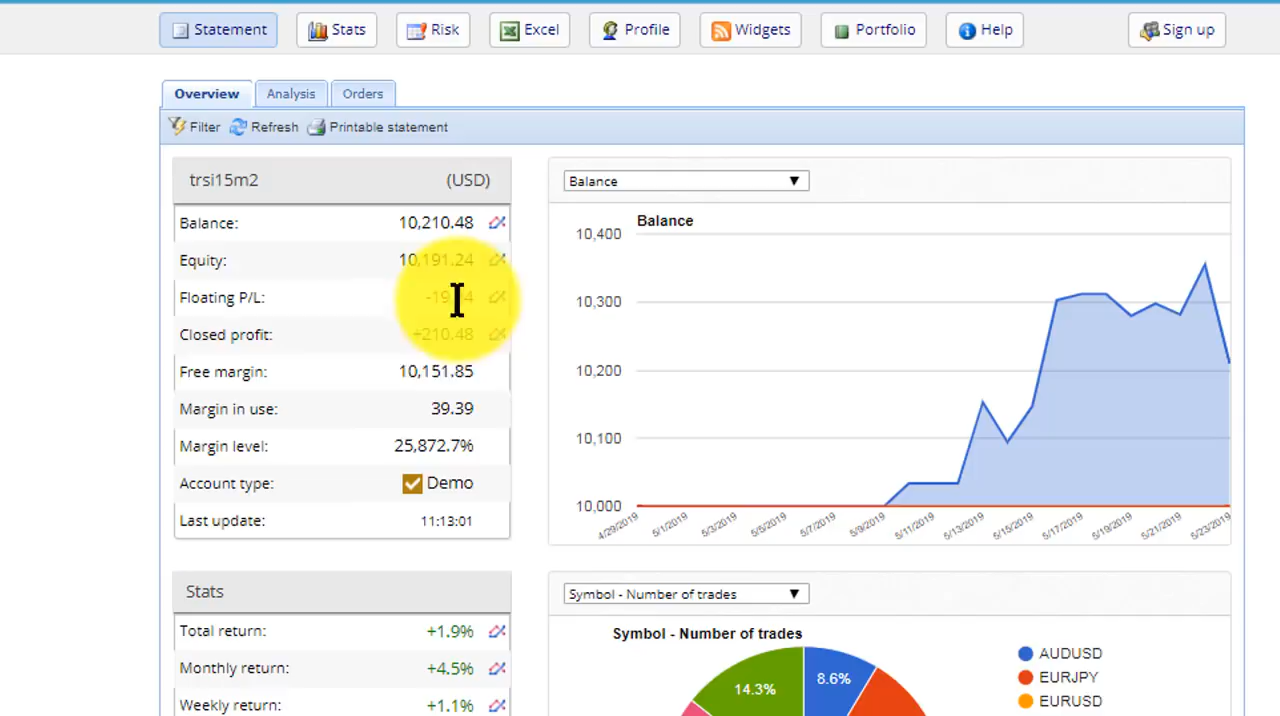 Statement Stats Risk Excel Profile Widgets Portfolio Help Sign up
Overview Analysis Orders
Filter Refresh Printable statement
trsi15m2 (USD)
Balance: 10,210.48
Equity: 10,191.24
Floating P/L:
Closed profit: +210.48
Free margin: 10,151.85
Margin in use: 39.39
Margin level: 25,872.7%
Account type: Demo
Last update: 11:13:01
Balance
Balance
10,400
10,300
10,200
10,100
10,000
4/29/2019 5/1/2019 5/3/2019 5/5/2019 5/7/2019 5/9/2019 5/11/2019 5/13/2019 5/15/2019 5/17/2019 5/19/2019 5/21/2019 5/23/2019
Stats
Total return: +1.9%
Monthly return: +4.5%
Weekly return: +1.1%
Symbol - Number of trades
Symbol - Number of trades
14.3%
8.6%
AUDUSD
EURJPY
EURUSD